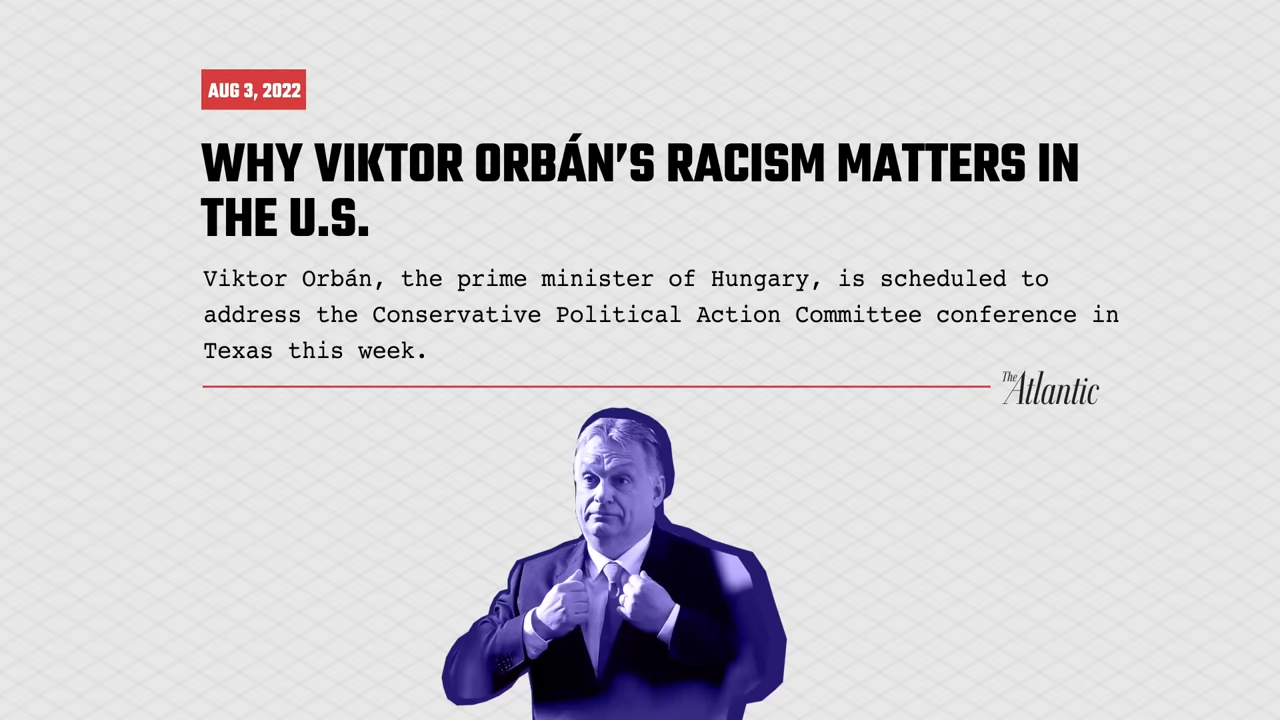 AUG 3, 2022
WHY VIKTOR ORBÁN’S RACISM MATTERS IN
THE U.S.
Viktor Orbán, the prime minister of Hungary, is scheduled to
address the Conservative Political Action Committee conference in
Texas this week.
The Atlantic